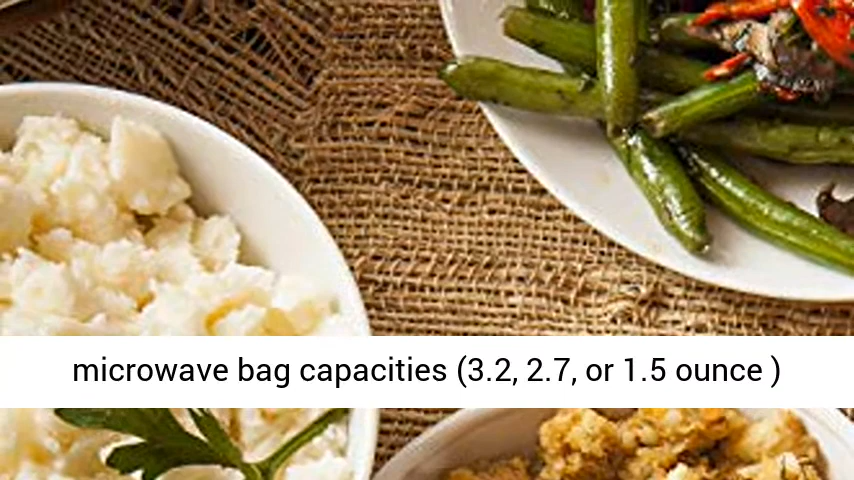 microwave bag capacities (3.2, 2.7, or 1.5 ounce )